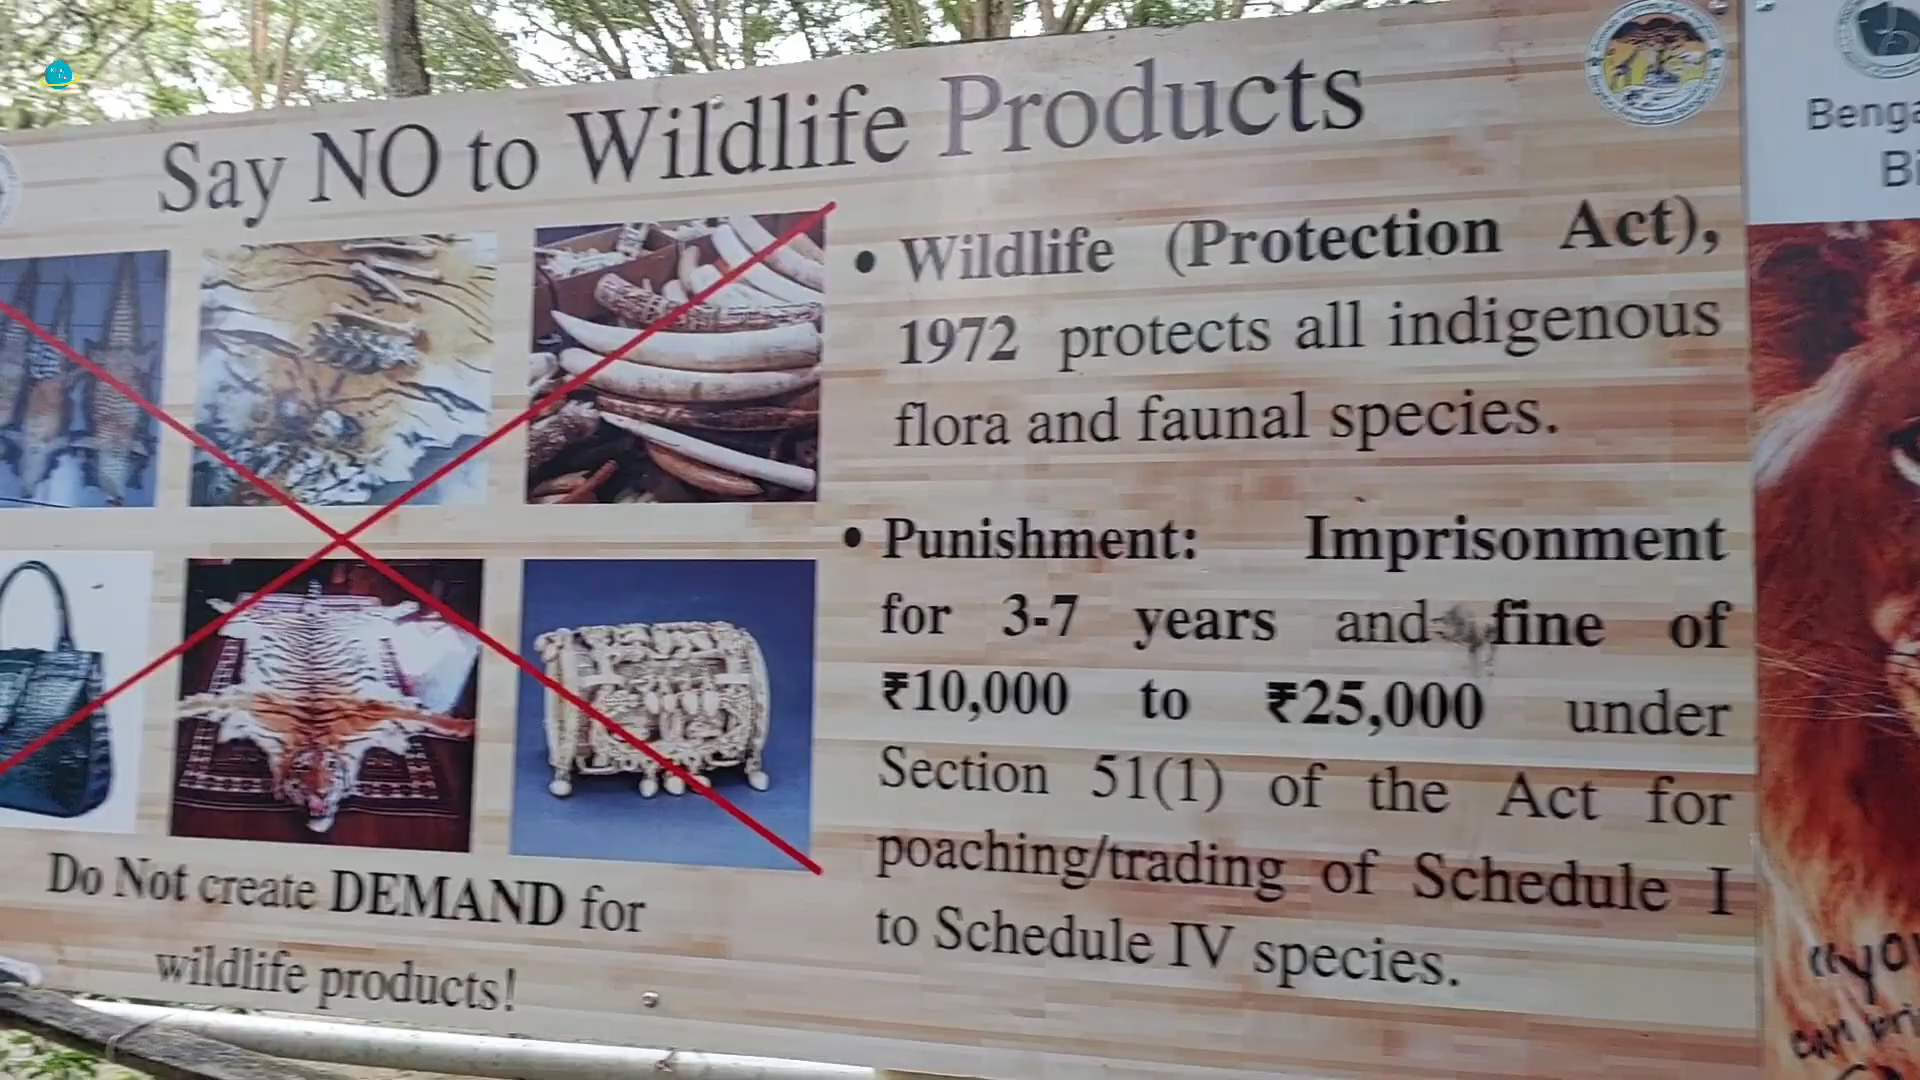 Say NO to Wildlife Products
• Wildlife (Protection Act),
1972 protects all indigenous
flora and faunal species.
• Punishment: Imprisonment
for 3-7 years and fine of
₹10,000 to ₹25,000 under
Section 51(1) of the Act for
poaching/trading of Schedule I
to Schedule IV species.
Do Not create DEMAND for
wildlife products!